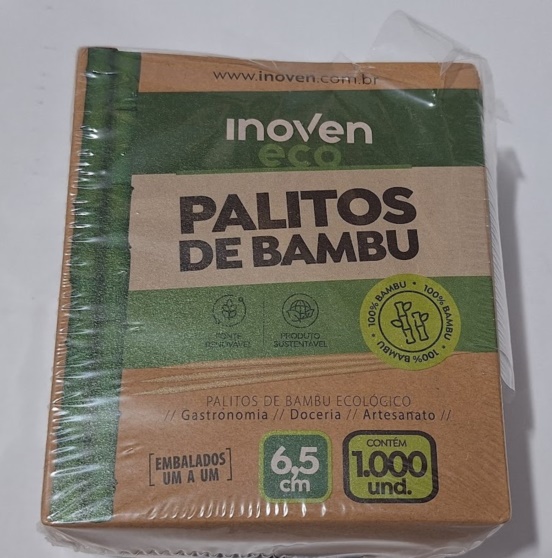 www.inoven.com.br
inoven
eco
PALITOS
DE BAMBU
FONTE
RENOVÁVEL
PRODUTO
SUSTENTÁVEL
100% BAMBU • 100% BAMBU • 100% BAMBU •
PALITOS DE BAMBU ECOLÓGICO
// Gastronomia // Doceria // Artesanato //
[EMBALADOS
UM A UM]
6,5
cm
CONTÉM
1.000
und.